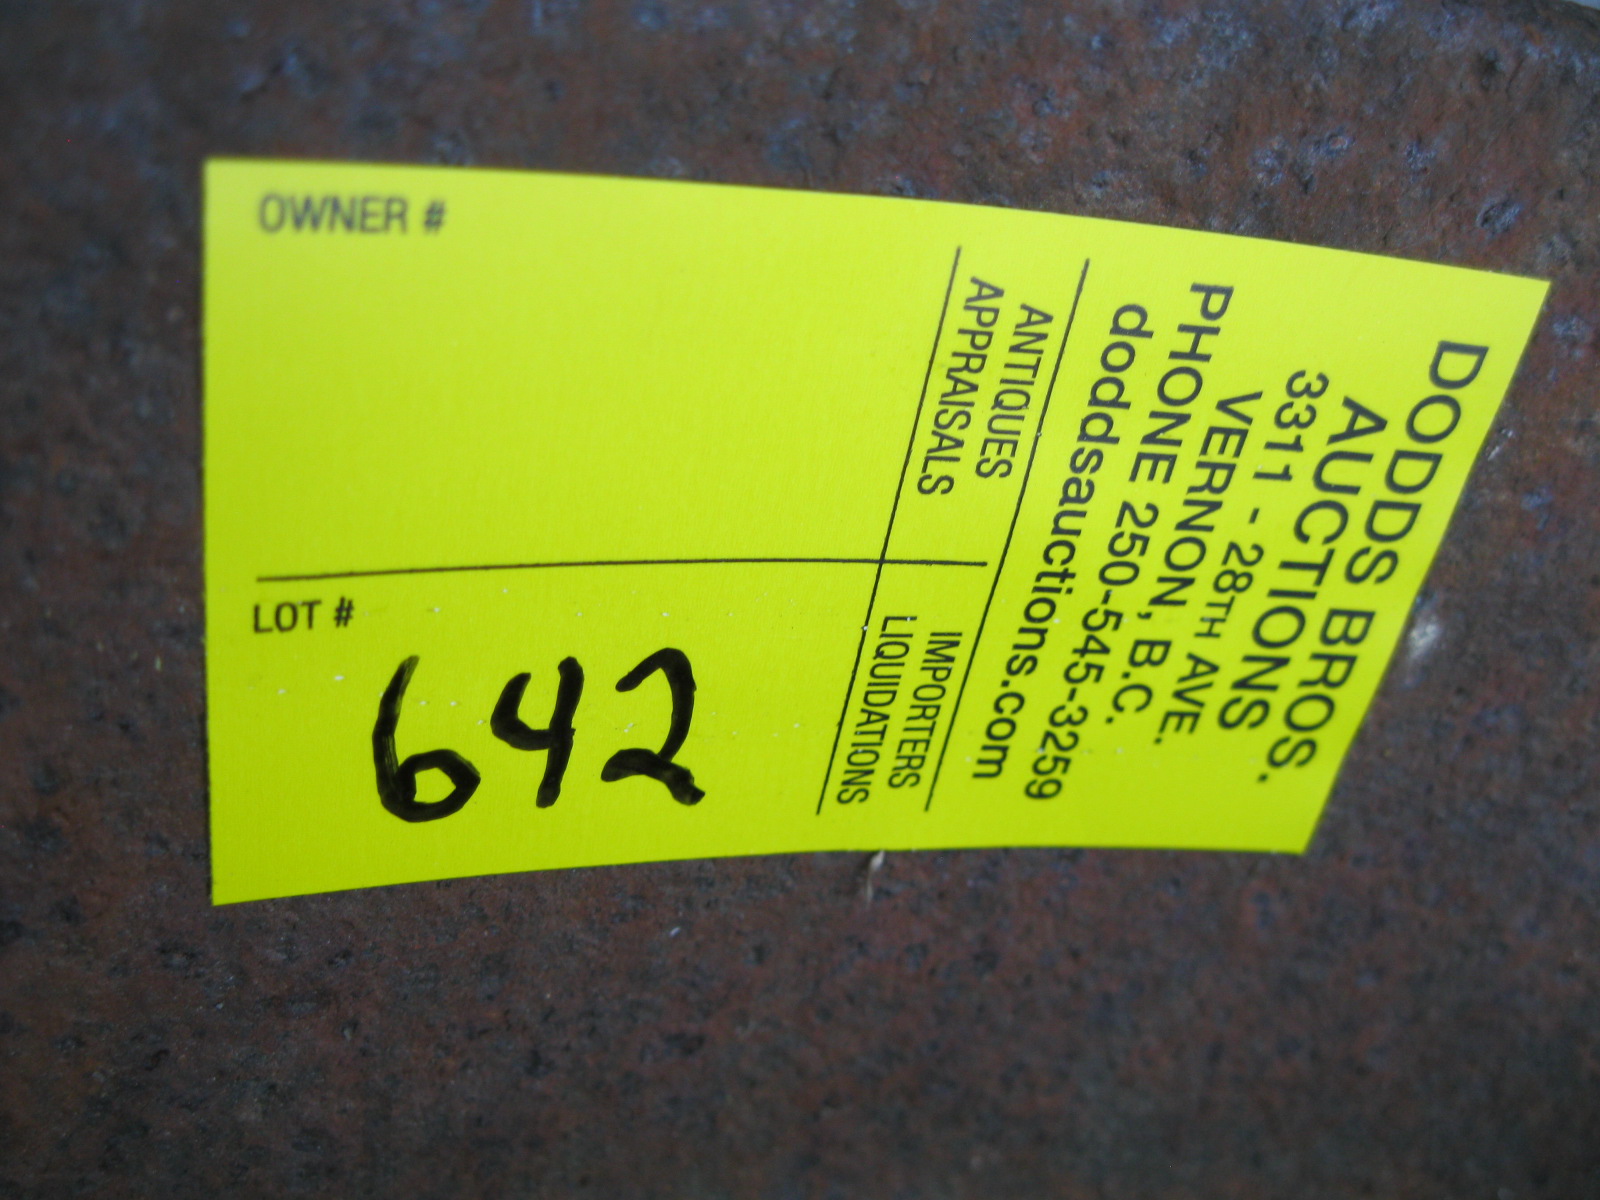 DODDS BROS.
AUCTIONS
3311 - 28TH AVE.
VERNON, B.C.
PHONE 250-545-3259
doddsauctions.com
ANTIQUES
APPRAISALS
IMPORTERS
LIQUIDATIONS
OWNER #
LOT #
642